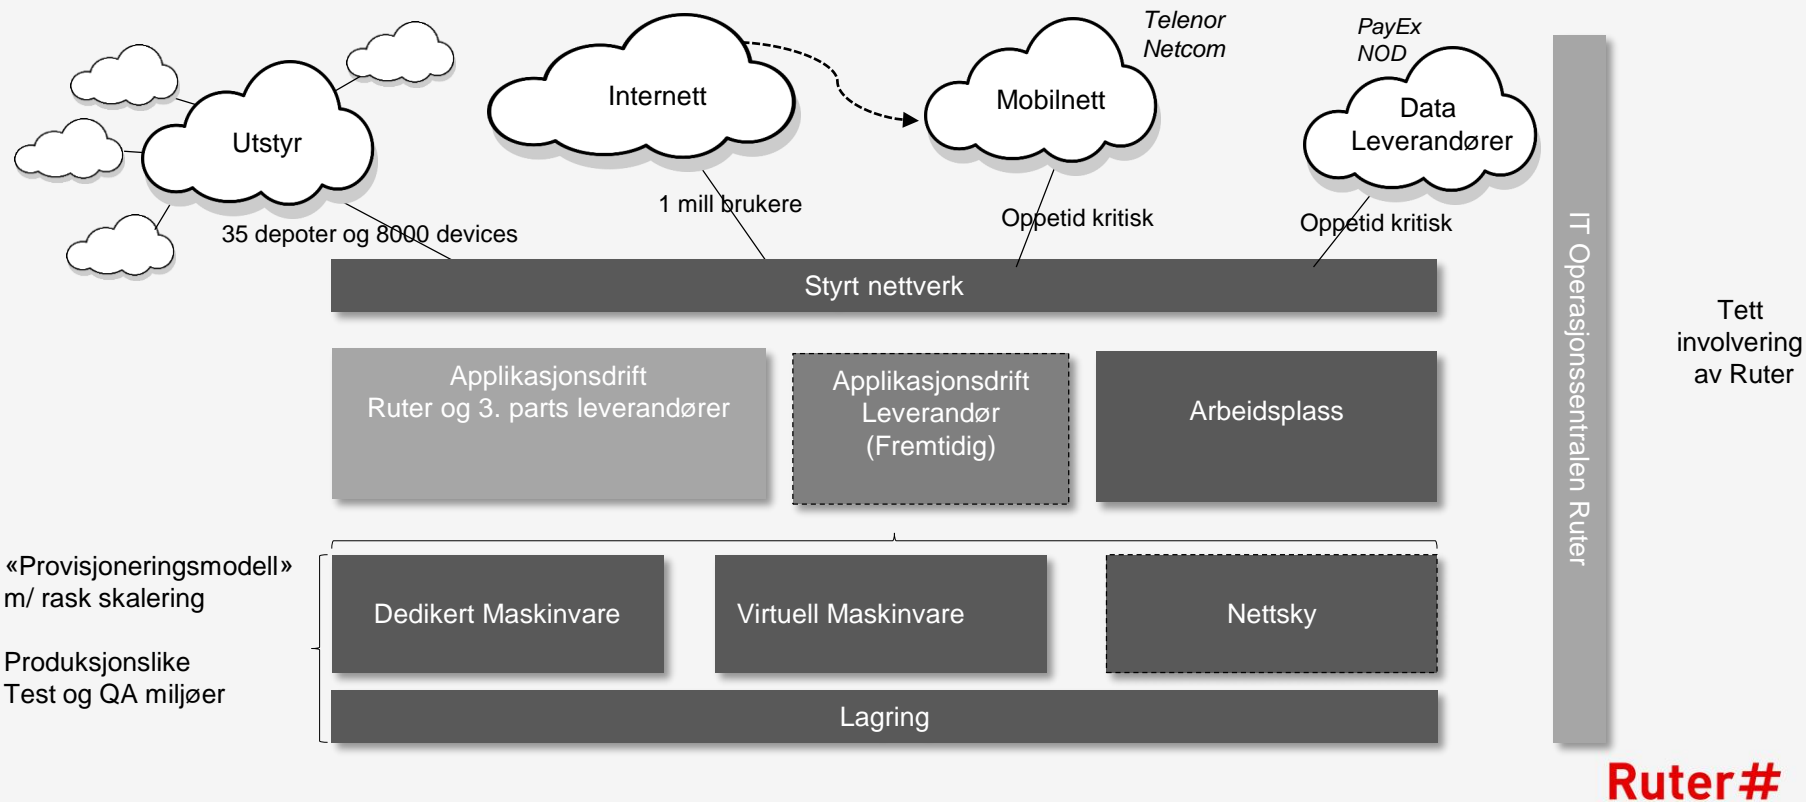 Telenor
Netcom
PayEx
NOD
Utstyr
Internett
Mobilnett
Data
Leverandører
35 depoter og 8000 devices
1 mill brukere
Oppetid kritisk
Oppetid kritisk
Styrt nettverk
Applikasjonsdrift
Ruter og 3. parts leverandører
Applikasjonsdrift
Leverandør
(Fremtidig)
Arbeidsplass
IT Operasjonssentralen Ruter
Tett
involvering
av Ruter
«Provisjoneringsmodell»
m/ rask skalering
Produksjonslike
Test og QA miljøer
Dedikert Maskinvare
Virtuell Maskinvare
Nettsky
Lagring
Ruter#